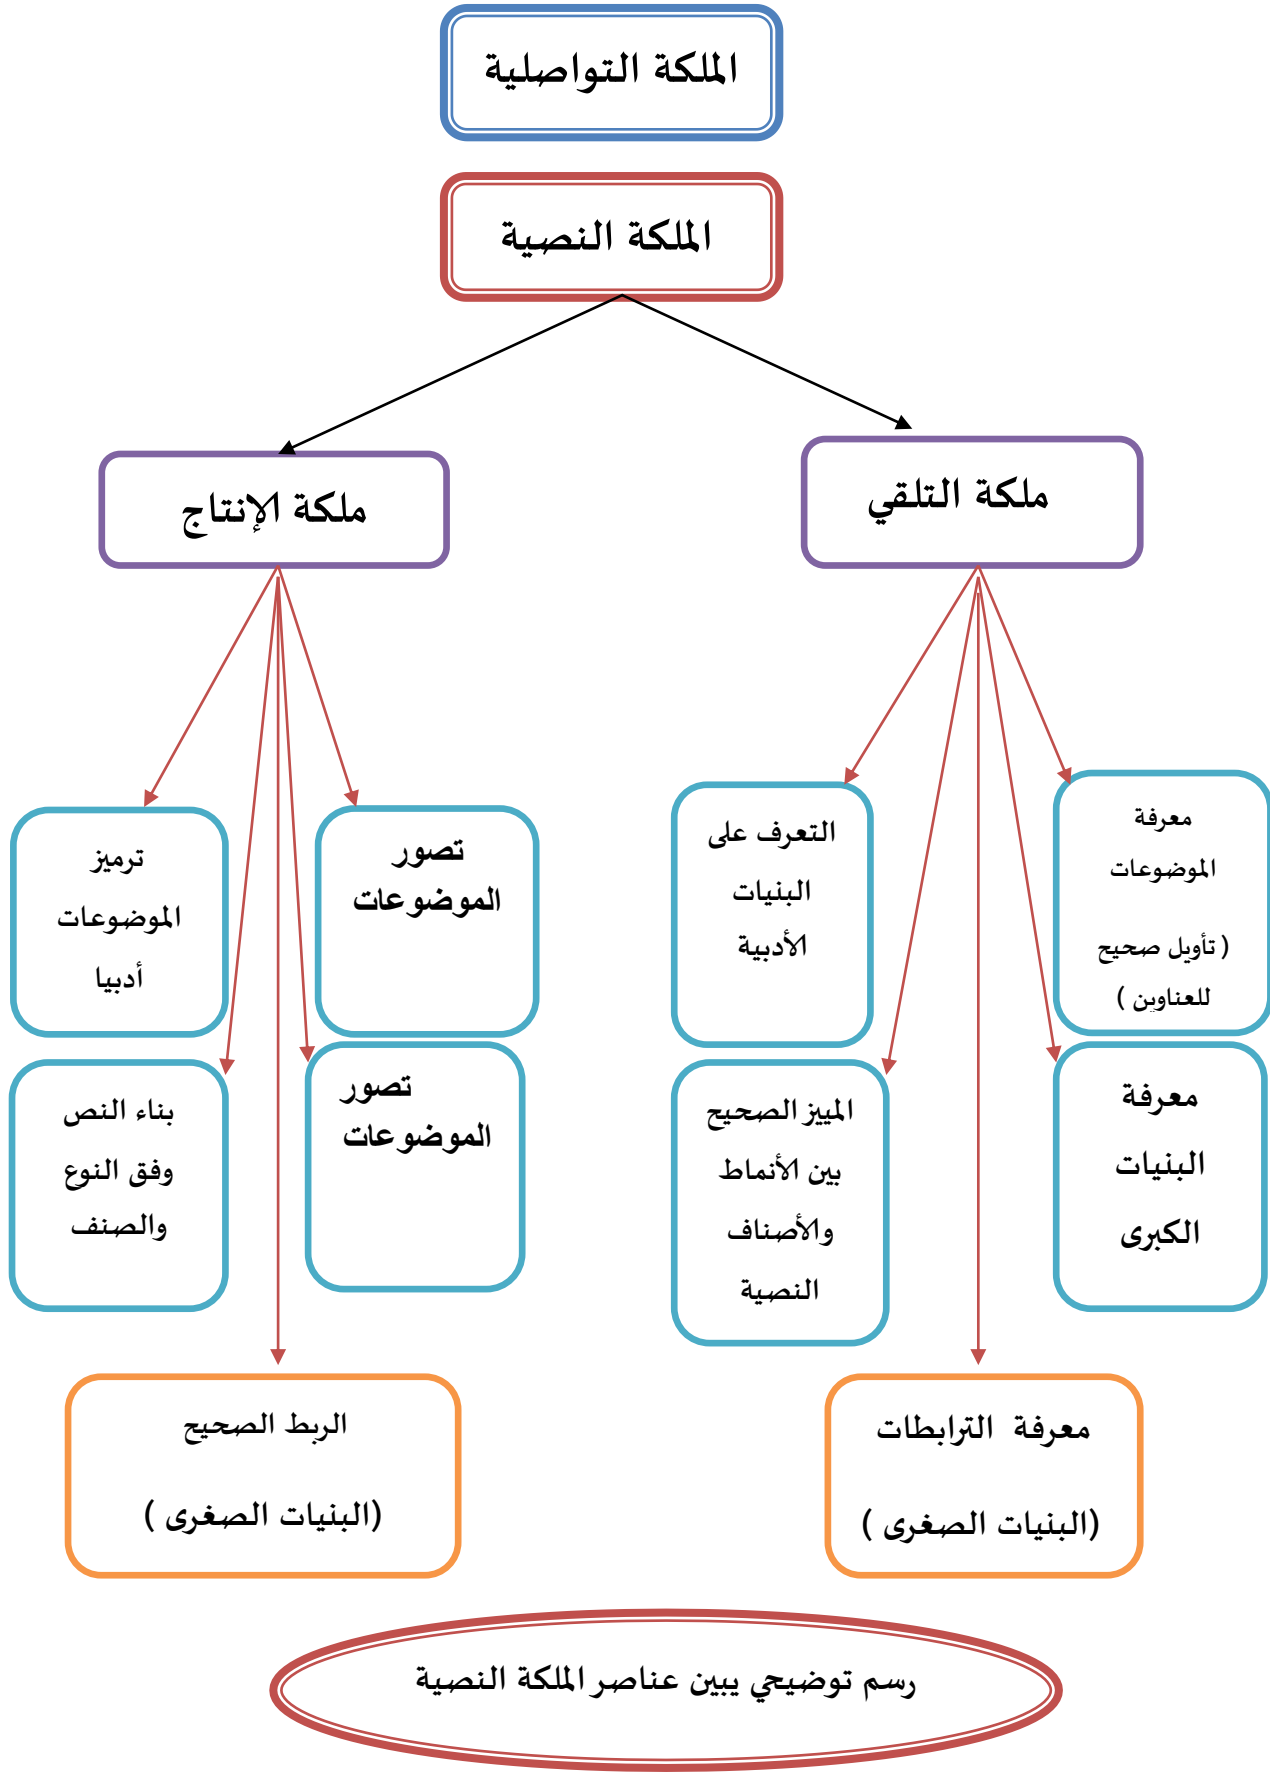 الملكة التواصلية
الملكة النصية
ملكة التلقي
ملكة الإنتاج
معرفة
الموضوعات
( تأويل صحيح
للعناوين )
التعرف على
البنيات
الأدبية
تصور
الموضوعات
ترميز
الموضوعات
أدبيا
معرفة
البنيات
الكبرى
الميز الصحيح
بين الأنماط
والأصناف
النصية
تصور
الموضوعات
بناء النص
وفق النوع
والصنف
معرفة الترابطات
(البنيات الصغرى )
الربط الصحيح
(البنيات الصغرى )
رسم توضيحي يبين عناصر الملكة النصية